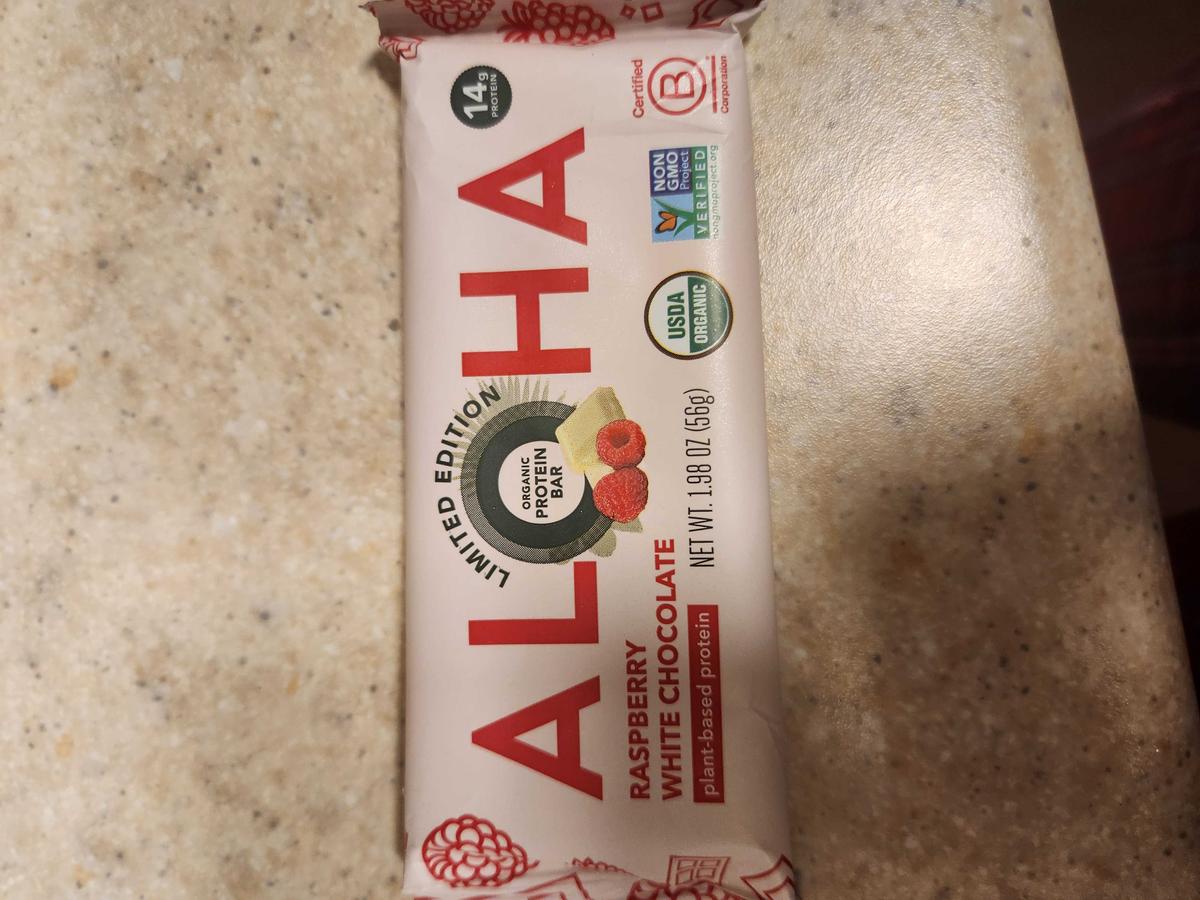 LIMITED EDITION
ALOHA
14g
PROTEIN
ORGANIC
PROTEIN
BAR
RASPBERRY
WHITE CHOCOLATE
plant-based protein
NET WT. 1.98 OZ (56g)
USDA
ORGANIC
NON
GMO
Project
VERIFIED
nongmoproject.org
Certified
B
Corporation